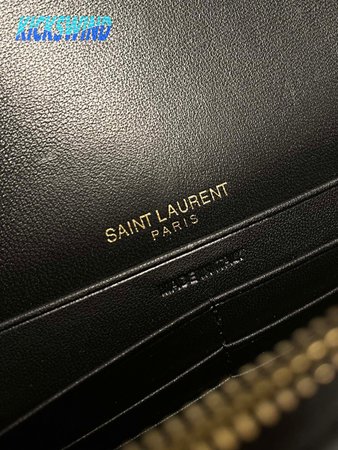 KICKSWIND
SAINT LAURENT
PARIS
MADE IN ITALY